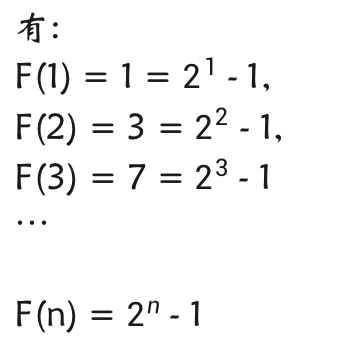 有:
F(1) = 1 = 2¹ - 1,
F(2) = 3 = 2² - 1,
F(3) = 7 = 2³ - 1
...
F(n) = 2ⁿ - 1